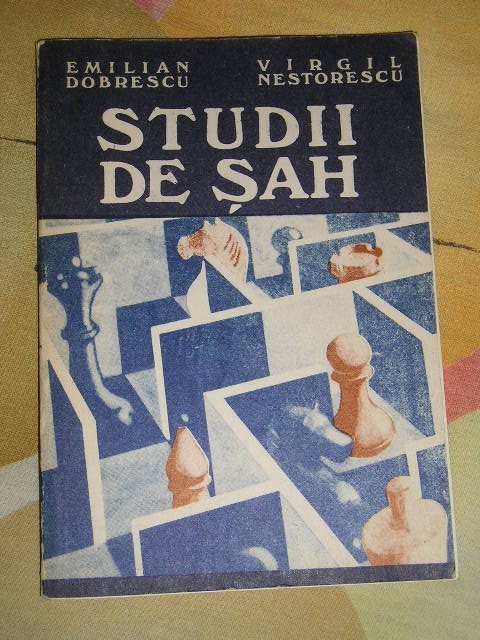 EMILIAN DOBRESCU
VIRGIL NESTORESCU
STUDII
DE ȘAH